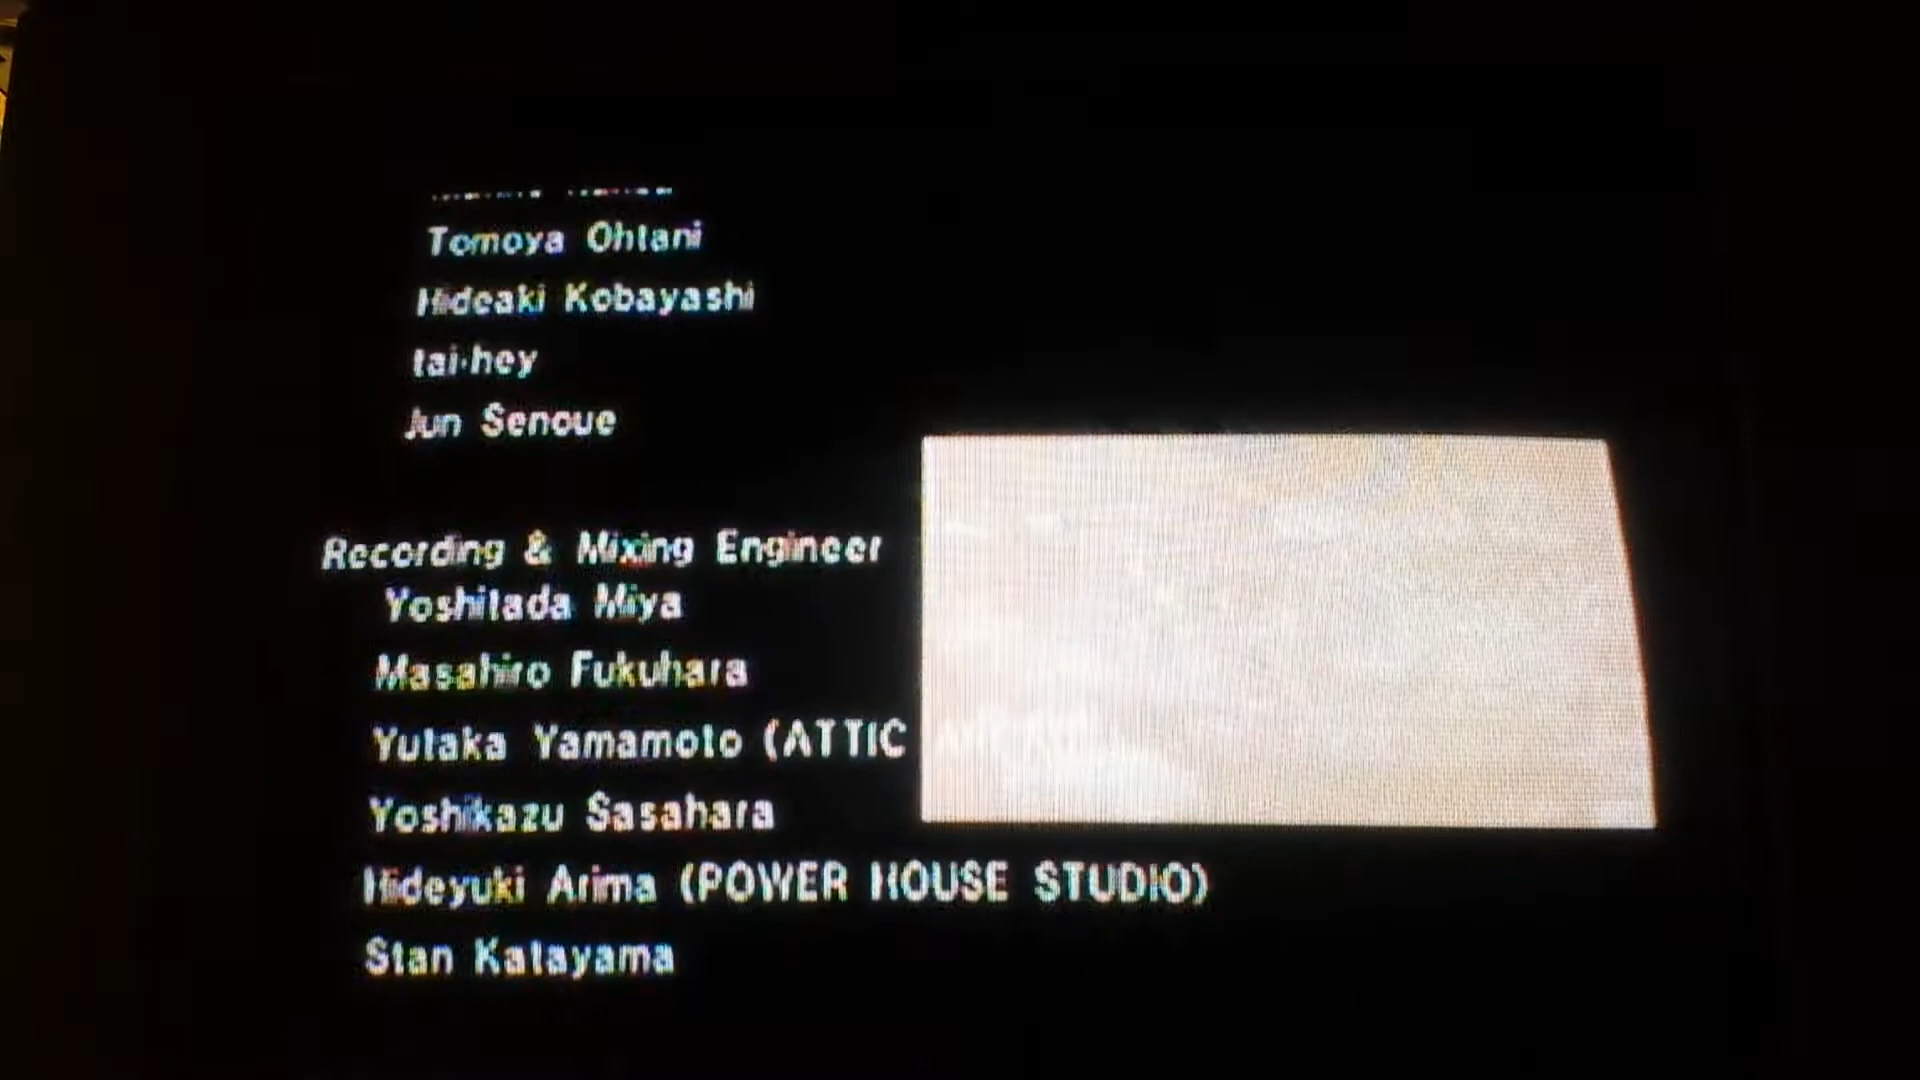 Tomoya Ohtani
Hideaki Kobayashi
tai-hey
Jun Senoue
Recording & Mixing Engineer
Yoshitada Miya
Masahiro Fukuhara
Yutaka Yamamoto (ATTIC
Yoshikazu Sasahara
Hideyuki Arima (POWER HOUSE STUDIO)
Stan Katayama